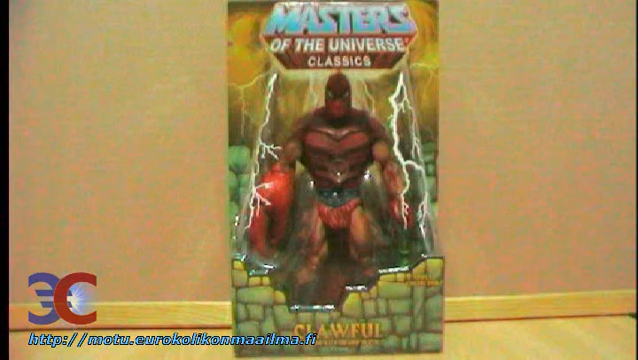 MASTERS
OF THE UNIVERSE
CLASSICS
CLAWFUL
http://motu.eurokolikonmaailma.fi